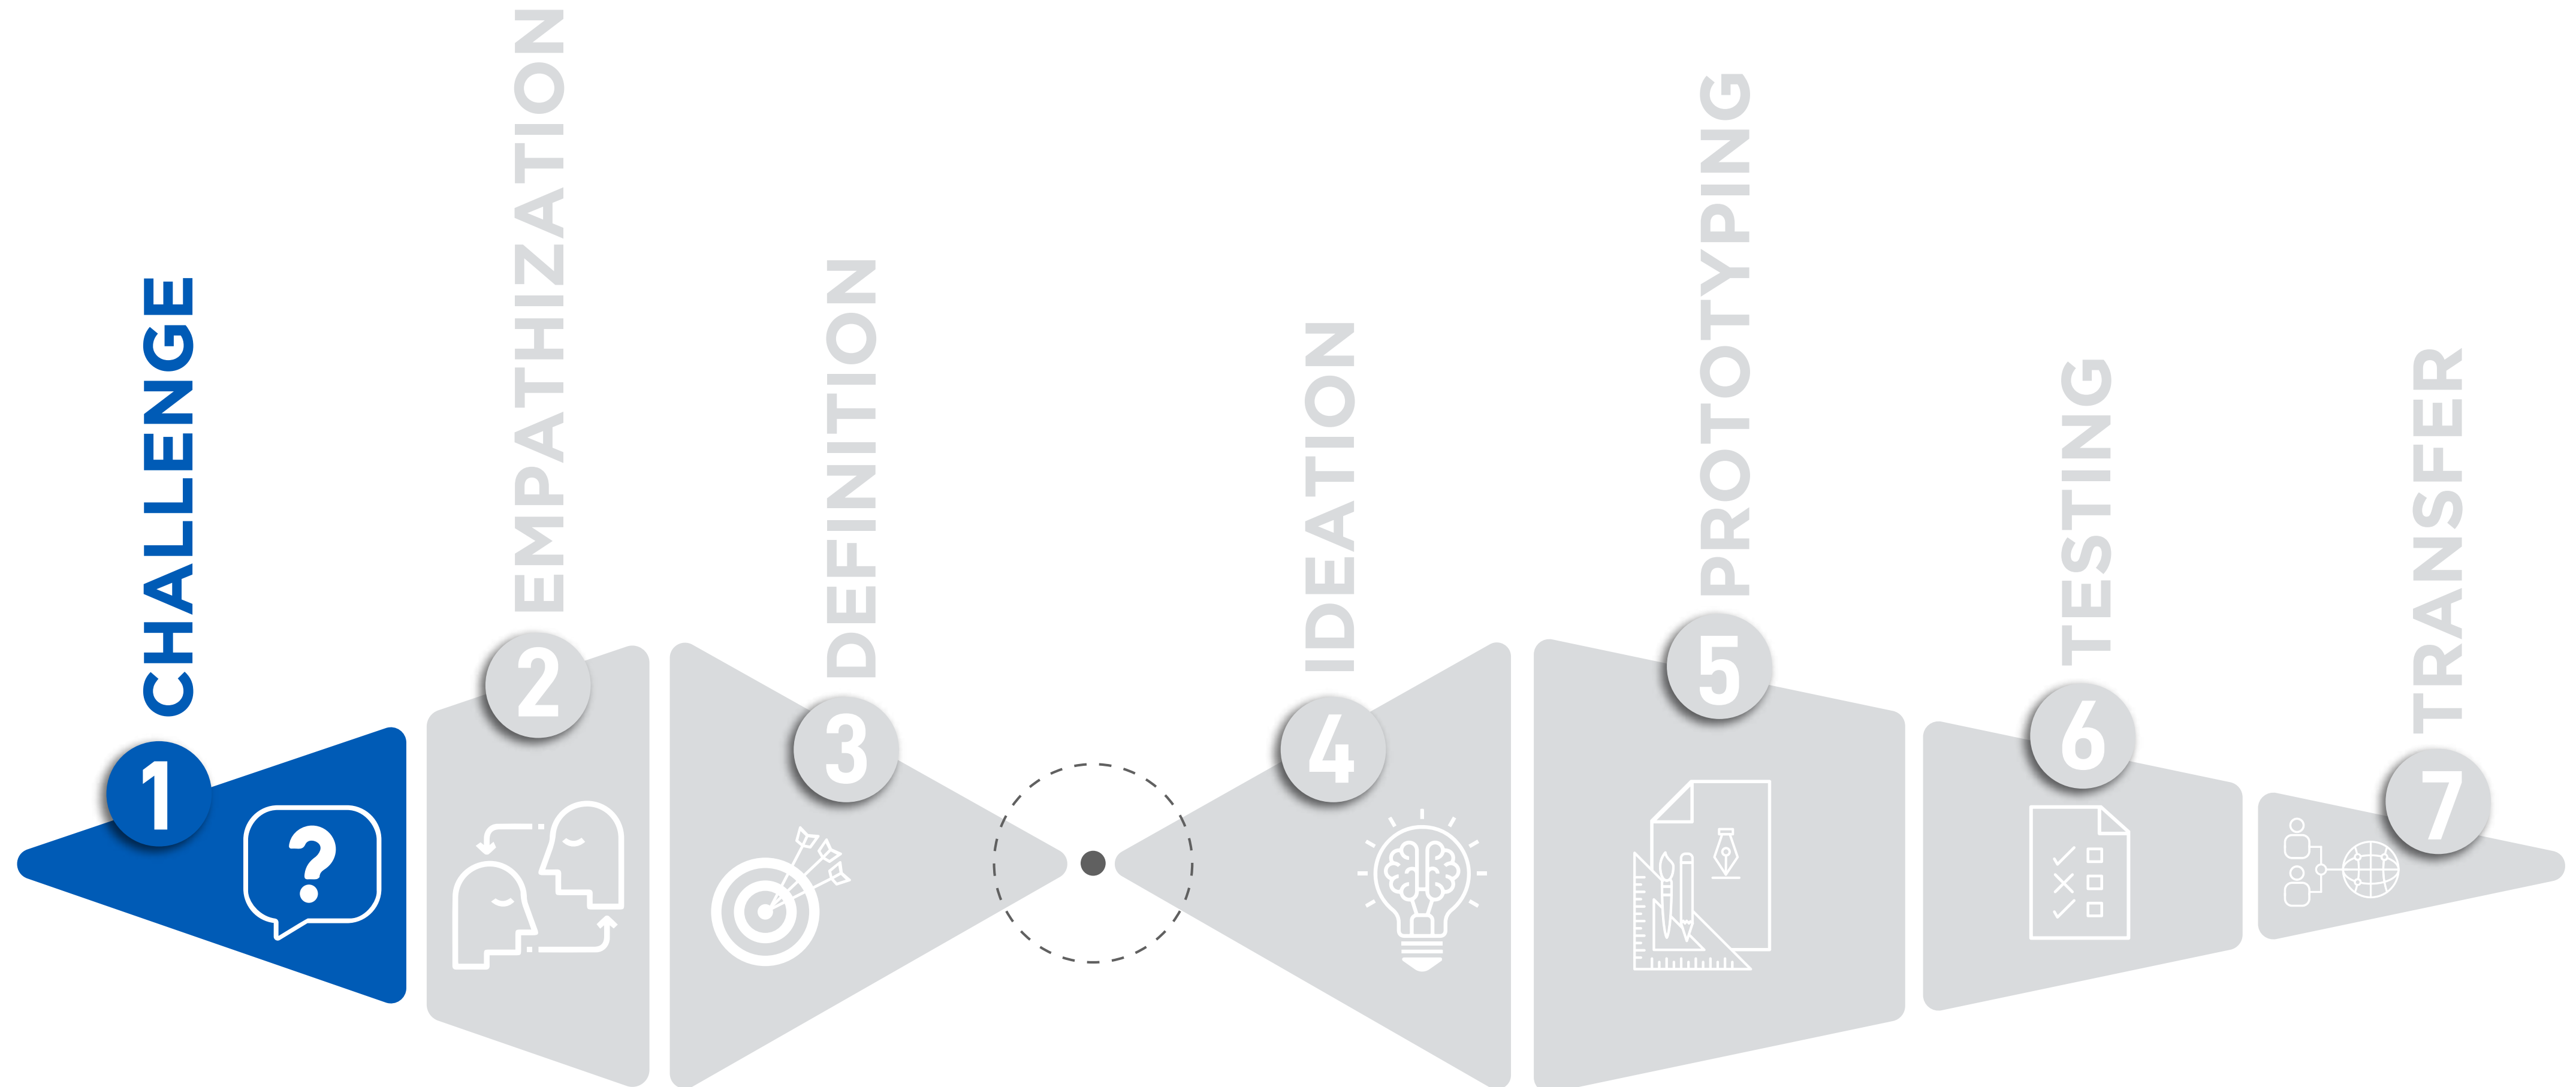 1 CHALLENGE
?
2 EMPATHIZATION
3 DEFINITION
4 IDEATION
5 PROTOTYPING
6 TESTING
7 TRANSFER